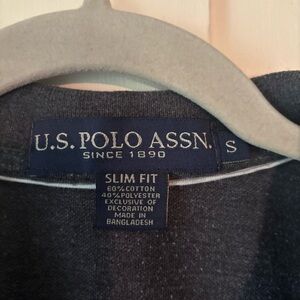 U.S. POLO ASSN. S
SINCE 1890
SLIM FIT
60%COTTON
40%POLYESTER
EXCLUSIVE OF
DECORATION
MADE IN
BANGLADESH